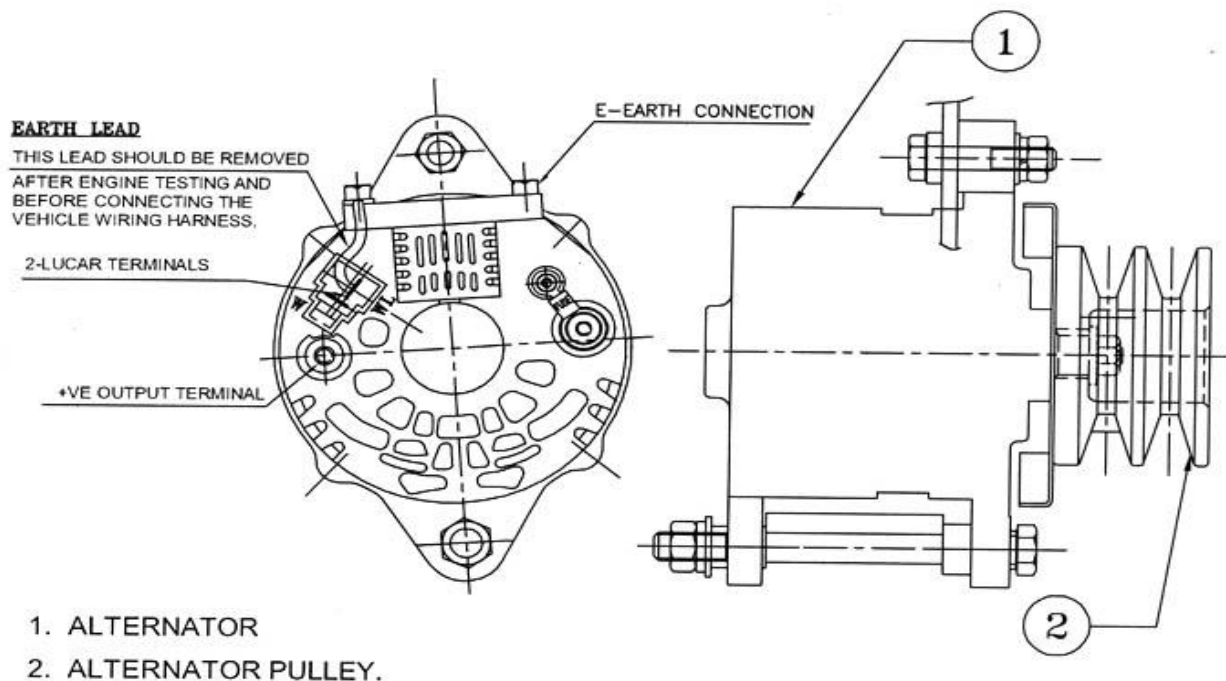 1
E-EARTH CONNECTION
EARTH LEAD
THIS LEAD SHOULD BE REMOVED
AFTER ENGINE TESTING AND
BEFORE CONNECTING THE
VEHICLE WIRING HARNESS.
2-LUCAR TERMINALS
W
WL
+VE OUTPUT TERMINAL
2
1. ALTERNATOR
2. ALTERNATOR PULLEY.